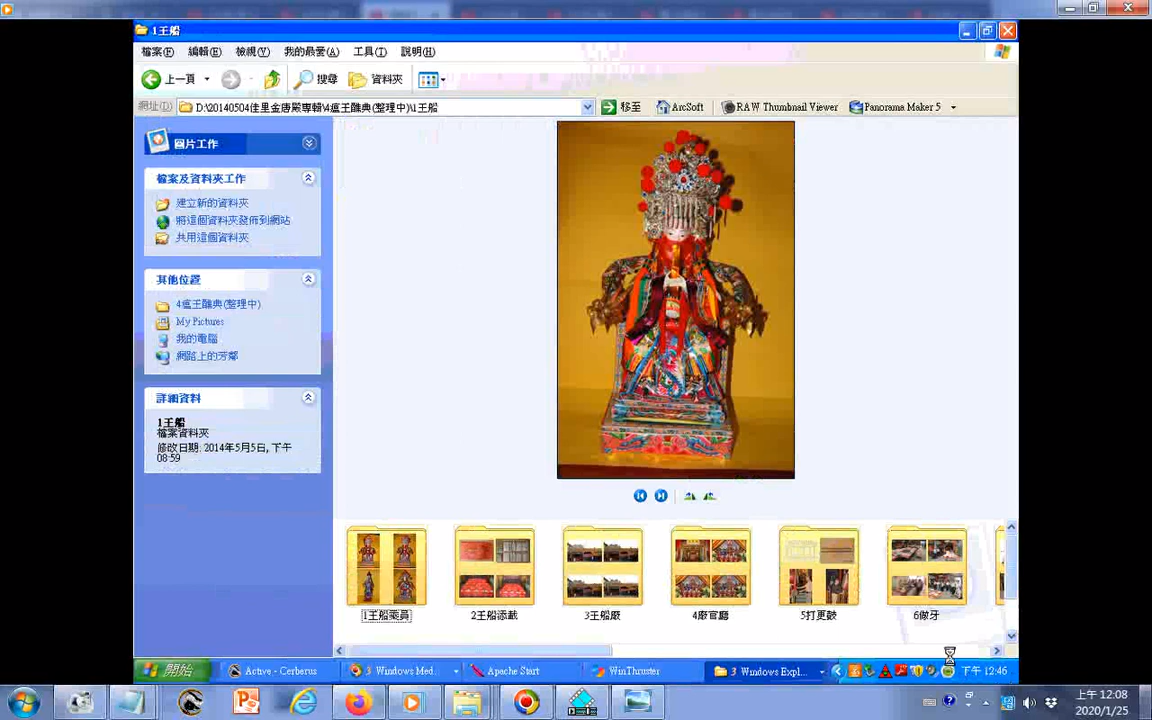 1王船
檔案(F) 編輯(E) 檢視(V) 我的最愛(A) 工具(T) 說明(H)
上一頁 搜尋 資料夾
網址(D) D:\20140504佳里金唐殿專輯\4瘟王醮典(整理中)\1王船 移至 ArcSoft RAW Thumbnail Viewer Panorama Maker 5
圖片工作
檔案及資料夾工作
建立新的資料夾
將這個資料夾發佈到網站
共用這個資料夾
其他位置
4瘟王醮典(整理中)
My Pictures
我的電腦
網路上的芳鄰
詳細資料
1王船
檔案資料夾
修改日期: 2014年5月5日, 下午
08:59
1王船乘員 2王船添載 3王船廠 4廠官廳 5打更鼓 6做牙
開始 Active - Cerberus 3 Windows Med... Apache Start WinThruster 3 Windows Expl... 下午 12:46
上午 12:08
2020/1/25